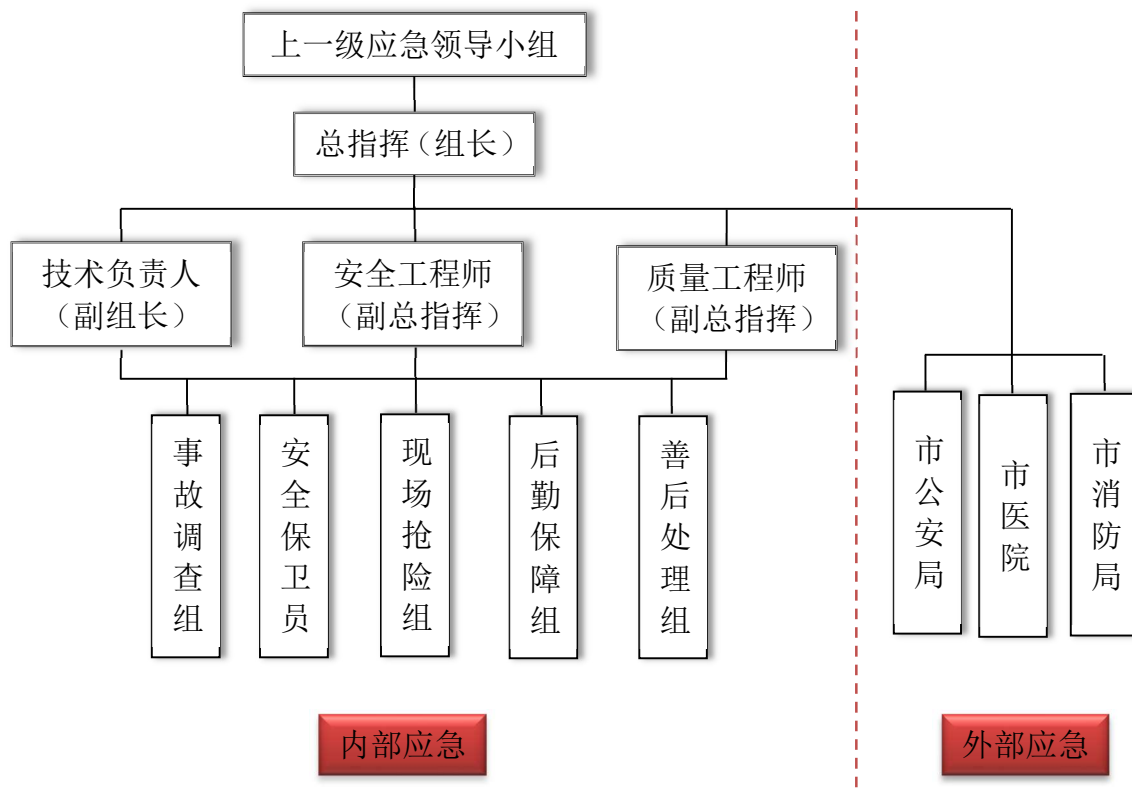 上一级应急领导小组
总指挥（组长）
技术负责人
（副组长）
安全工程师
（副总指挥）
质量工程师
（副总指挥）
事故调查组
安全保卫员
现场抢险组
后勤保障组
善后处理组
市公安局
市医院
市消防局
内部应急
外部应急